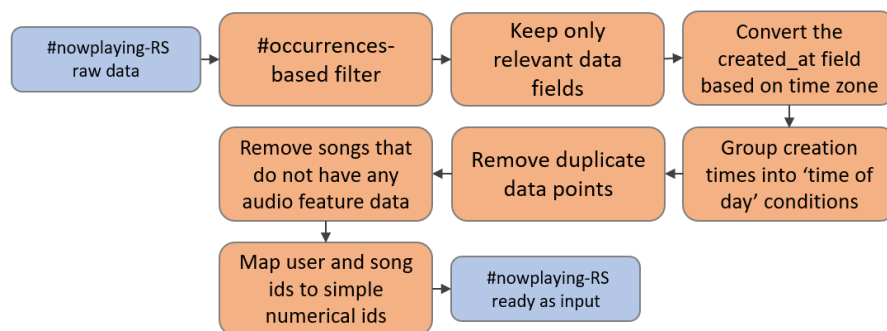 #nowplaying-RS
raw data
#occurrences-
based filter
Keep only
relevant data
fields
Convert the
created_at field
based on time zone
Group creation
times into ‘time of
day’ conditions
Remove duplicate
data points
Remove songs that
do not have any
audio feature data
Map user and song
ids to simple
numerical ids
#nowplaying-RS
ready as input